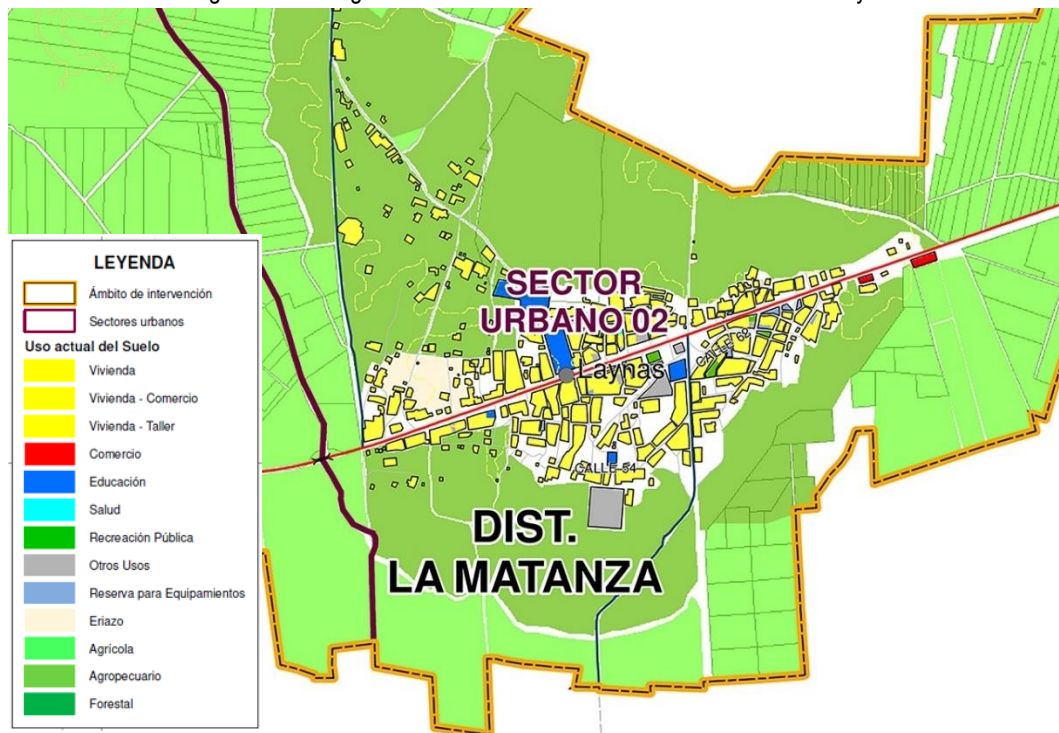 SECTOR
URBANO 02
Laynas
CALLE 54
DIST.
LA MATANZA
LEYENDA
Ámbito de intervención
Sectores urbanos
Uso actual del Suelo
Vivienda
Vivienda - Comercio
Vivienda - Taller
Comercio
Educación
Salud
Recreación Pública
Otros Usos
Reserva para Equipamientos
Eriazo
Agrícola
Agropecuario
Forestal